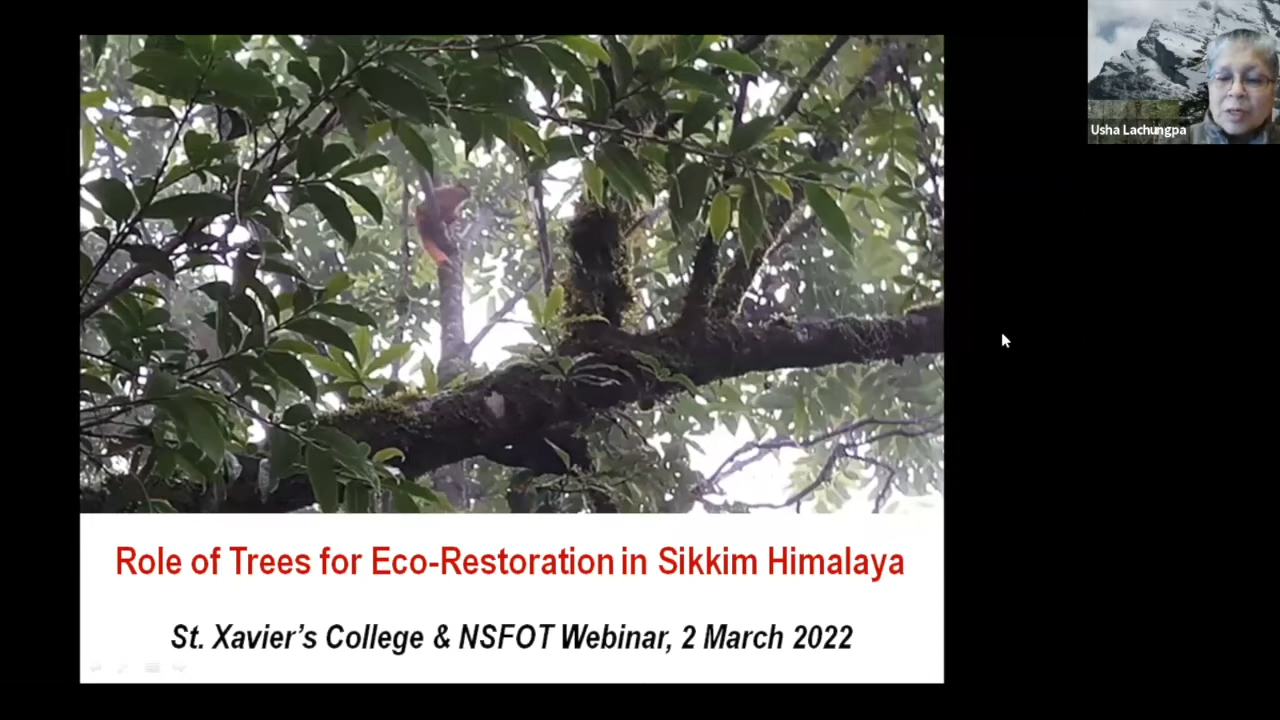 Usha Lachungpa
Role of Trees for Eco-Restoration in Sikkim Himalaya
St. Xavier's College & NSFOT Webinar, 2 March 2022